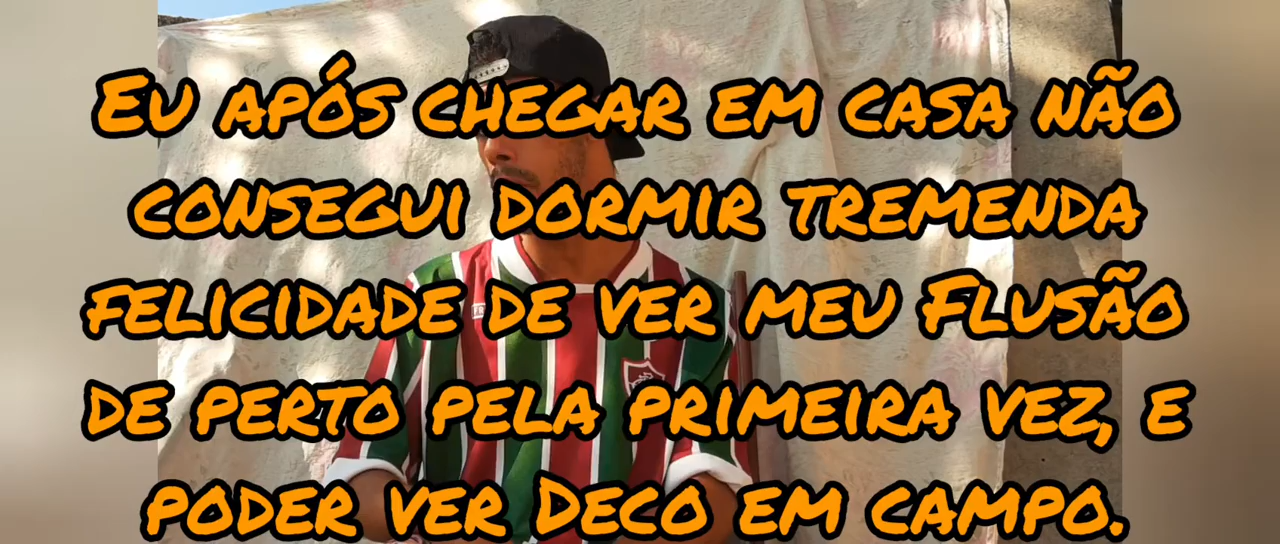 Eu após chegar em casa não
consegui dormir tremenda
felicidade de ver meu Flusão
de perto pela primeira vez, e
poder ver Deco em campo.